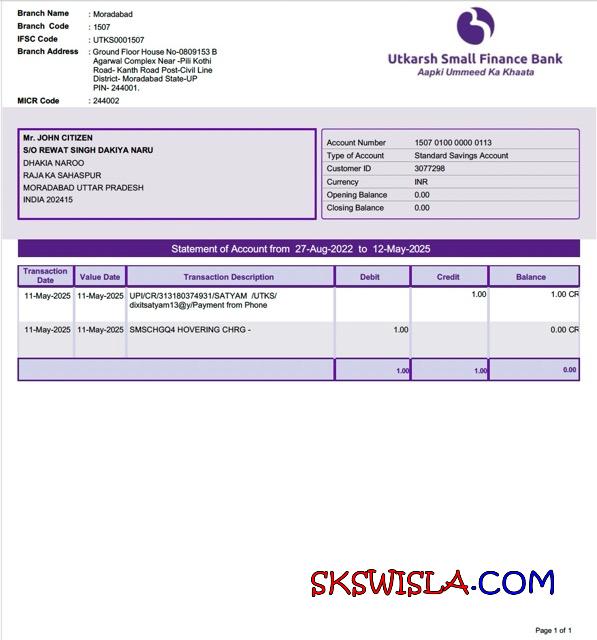 Branch Name : Moradabad
Branch Code : 1507
IFSC Code : UTKS0001507
Branch Address : Ground Floor House No-0809153 B
Agarwal Complex Near -Pili Kothi
Road- Kanth Road Post-Civil Line
District- Moradabad State-UP
PIN- 244001.
MICR Code : 244002
Utkarsh Small Finance Bank
Aapki Ummeed Ka Khaata
Mr. JOHN CITIZEN
S/O REWAT SINGH DAKIYA NARU
DHAKIA NAROO
RAJA KA SAHASPUR
MORADABAD UTTAR PRADESH
INDIA 202415
Account Number 1507 0100 0000 0113
Type of Account Standard Savings Account
Customer ID 3077298
Currency INR
Opening Balance 0.00
Closing Balance 0.00
Statement of Account from 27-Aug-2022 to 12-May-2025
Transaction Date Value Date Transaction Description Debit Credit Balance
11-May-2025 11-May-2025 UPI/CR/313180374931/SATYAM /UTKS/ 1.00 1.00 CR
dixitsatyam13@y/Payment from Phone
11-May-2025 11-May-2025 SMSCHGQ4 HOVERING CHRG - 1.00 0.00 CR
1.00 1.00 0.00
SKSWISLA.COM
Page 1 of 1